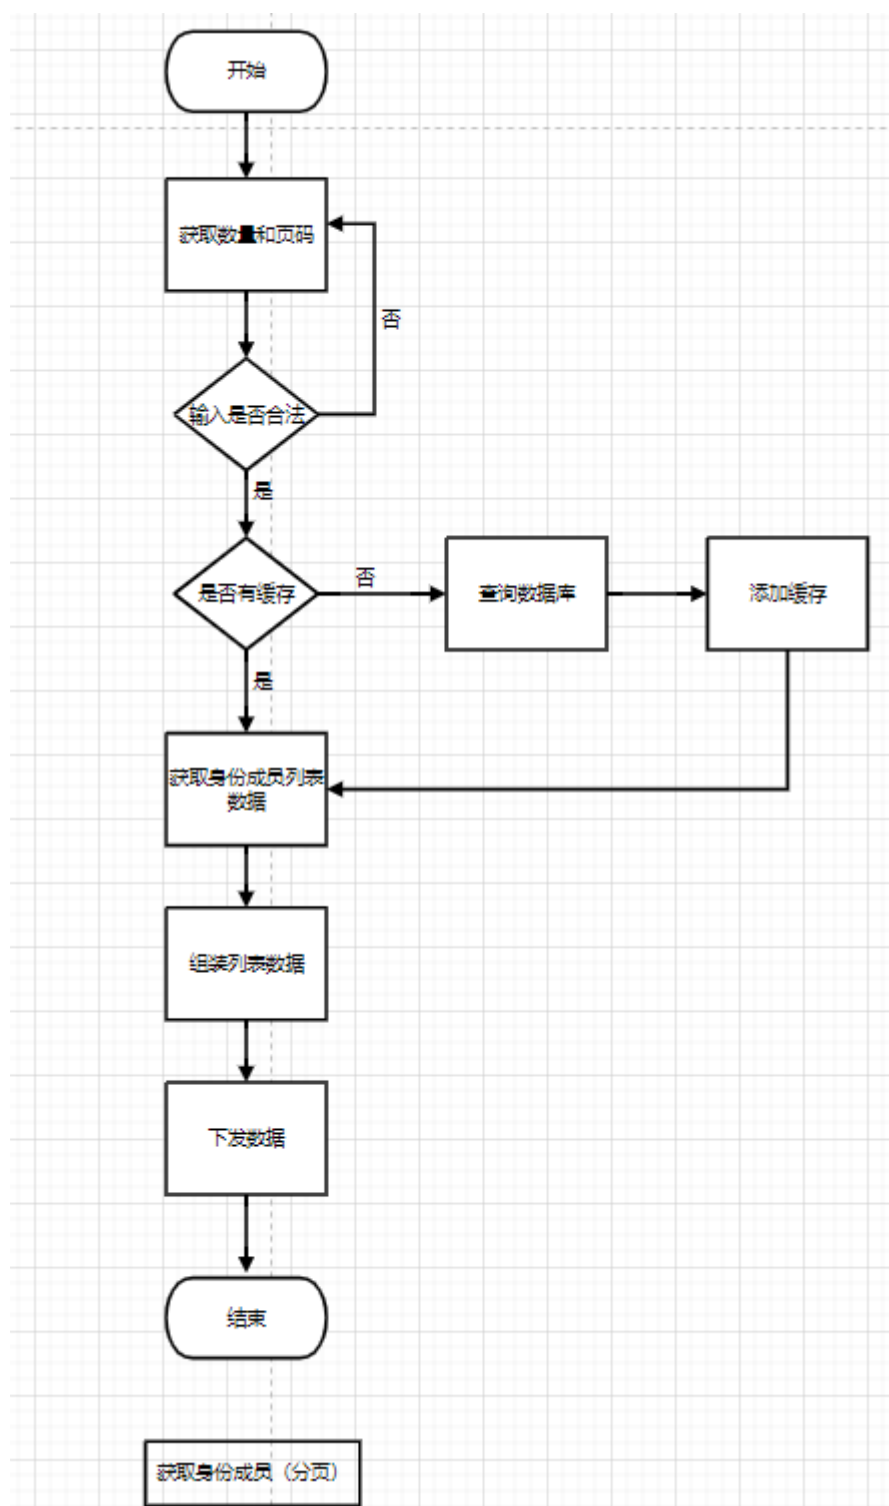 开始
获取数量和页码
否
输入是否合法
是
是否有缓存
否
查询数据库
添加缓存
是
获取身份成员列表
数据
组装列表数据
下发数据
结束
获取身份成员（分页）